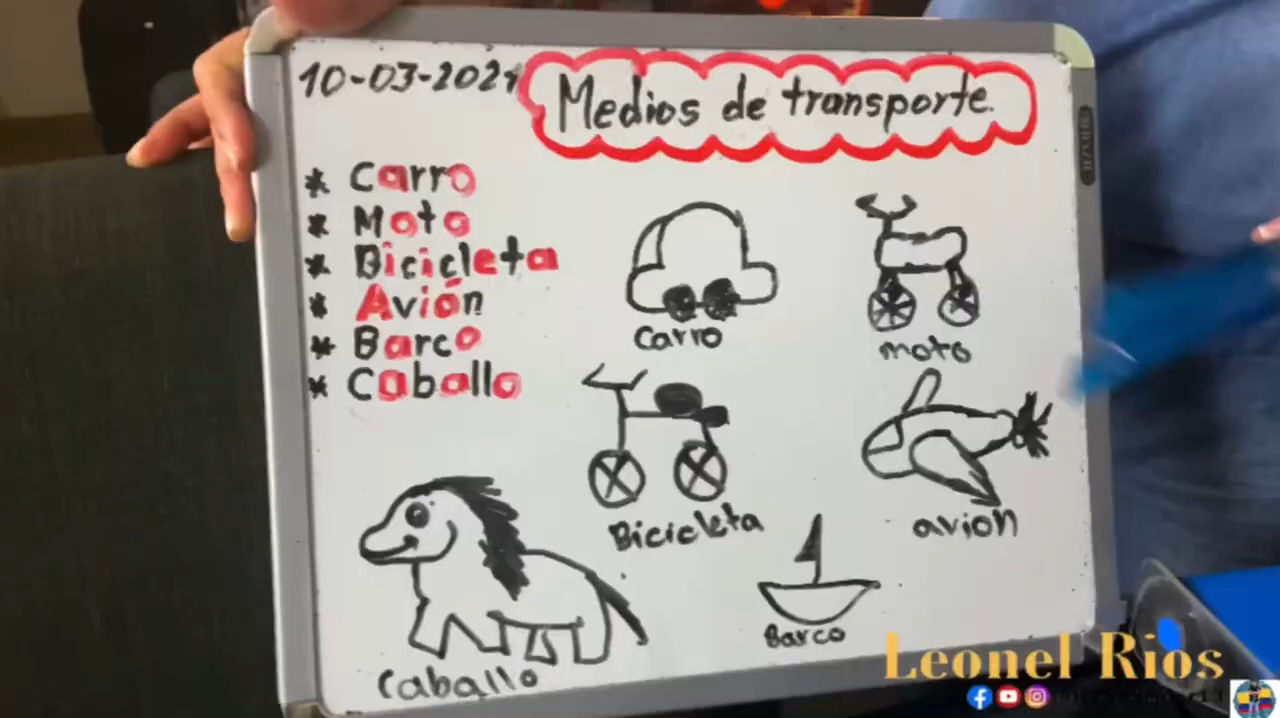 10-03-2021
Medios de transporte.
* Carro
* Moto
* Bicicleta
* Avión
* Barco
* Caballo
carro
moto
Bicicleta
avion
Barco
Caballo
Leonel Rios